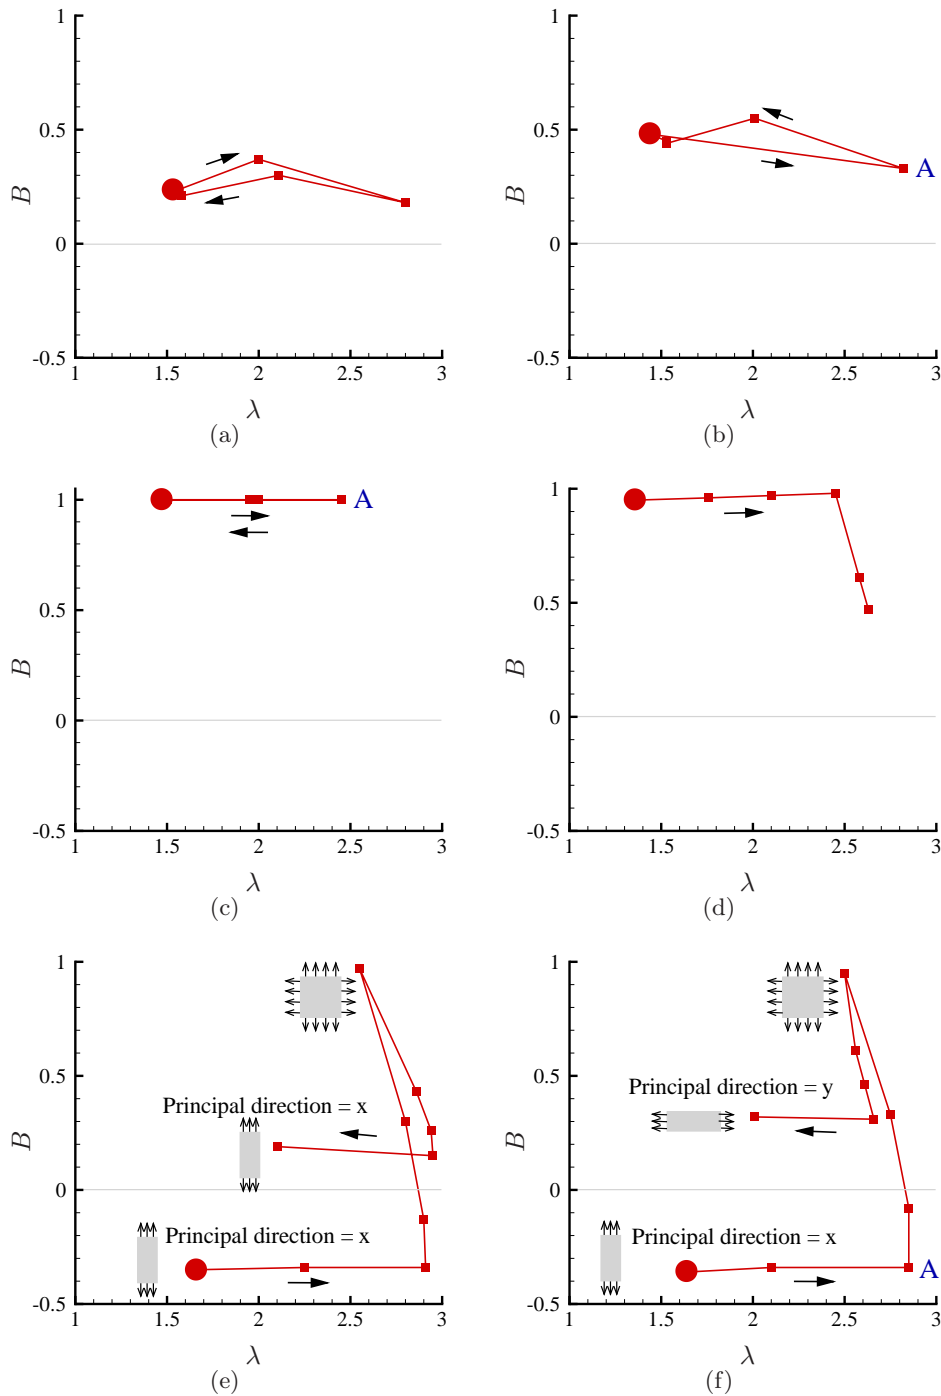 1
0.5
0
-0.5
B
1 1.5 2 2.5 3
λ
(a)
1
0.5
0
-0.5
B
A
1 1.5 2 2.5 3
λ
(b)
1
0.5
0
-0.5
B
A
1 1.5 2 2.5 3
λ
(c)
1
0.5
0
-0.5
B
1 1.5 2 2.5 3
λ
(d)
1
0.5
0
-0.5
B
Principal direction = x
Principal direction = x
1 1.5 2 2.5 3
λ
(e)
1
0.5
0
-0.5
B
Principal direction = y
Principal direction = x
A
1 1.5 2 2.5 3
λ
(f)